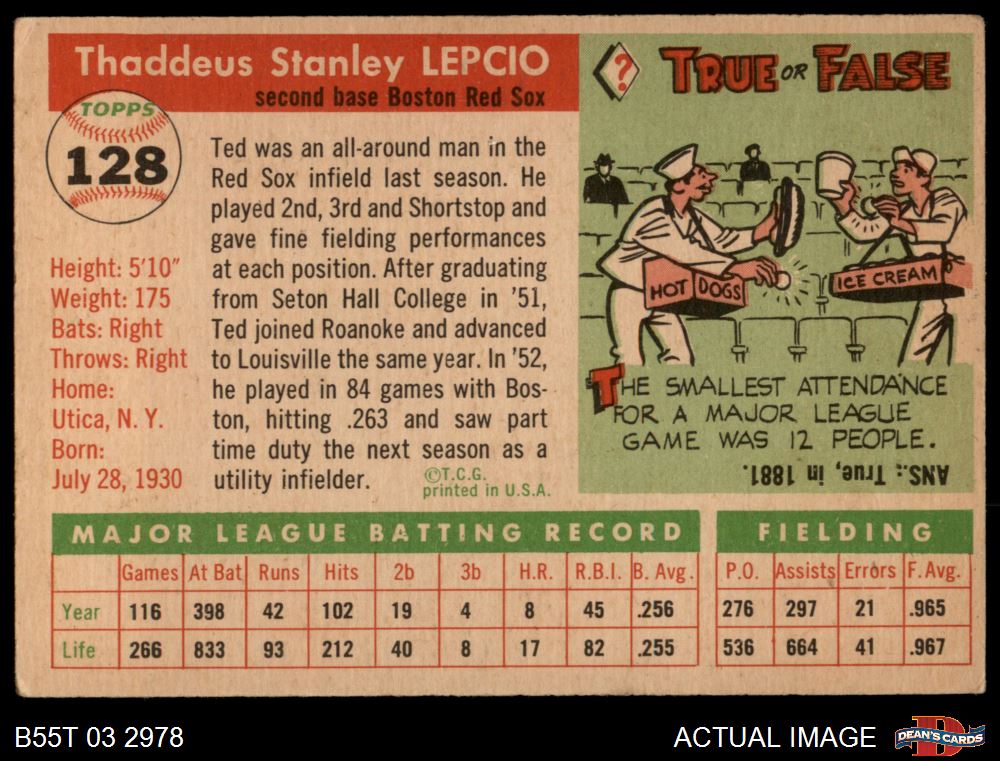 Thaddeus Stanley LEPCIO
second base Boston Red Sox
TOPPS
128
Height: 5'10"
Weight: 175
Bats: Right
Throws: Right
Home:
Utica, N. Y.
Born:
July 28, 1930
Ted was an all-around man in the
Red Sox infield last season. He
played 2nd, 3rd and Shortstop and
gave fine fielding performances
at each position. After graduating
from Seton Hall College in '51,
Ted joined Roanoke and advanced
to Louisville the same year. In '52,
he played in 84 games with Bos-
ton, hitting .263 and saw part
time duty the next season as a
utility infielder.
©T.C.G.
printed in U.S.A.
?
TRUE OR FALSE
HOT DOGS
ICE CREAM
THE SMALLEST ATTENDANCE
FOR A MAJOR LEAGUE
GAME WAS 12 PEOPLE.
ANS.: True, in 1881.
MAJOR LEAGUE BATTING RECORD
FIELDING
Games At Bat Runs Hits 2b 3b H.R. R.B.I. B. Avg. P.O. Assists Errors F. Avg.
Year 116 398 42 102 19 4 8 45 .256 276 297 21 .965
Life 266 833 93 212 40 8 17 82 .255 536 664 41 .967
B55T 03 2978
ACTUAL IMAGE
DEAN'S CARDS